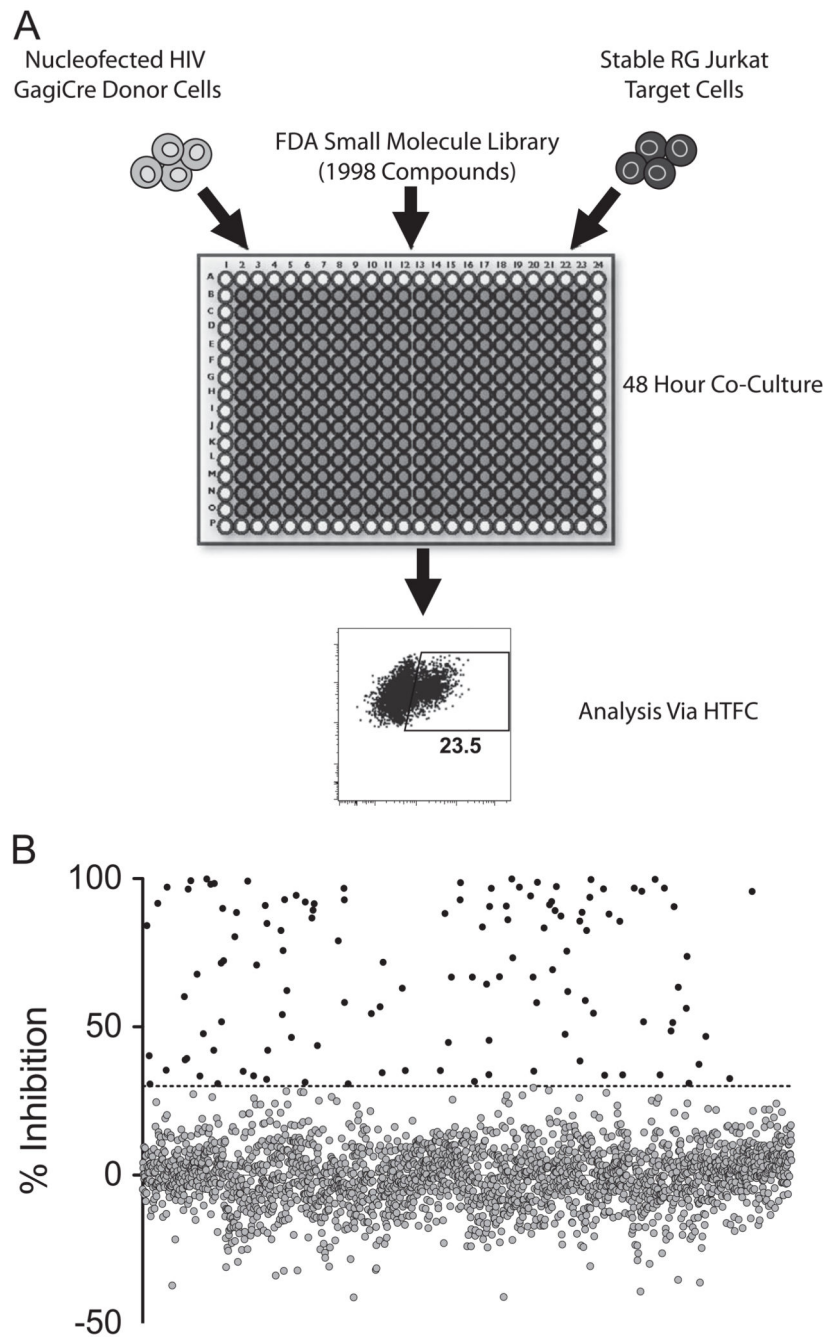 A
Nucleofected HIV
GagiCre Donor Cells
Stable RG Jurkat
Target Cells
FDA Small Molecule Library
(1998 Compounds)
1 2 3 4 5 6 7 8 9 10 11 12 13 14 15 16 17 18 19 20 21 22 23 24
A
B
C
D
E
F
G
H
I
J
K
L
M
N
O
P
48 Hour Co-Culture
23.5
Analysis Via HTFC
B
100
50
0
-50
% Inhibition